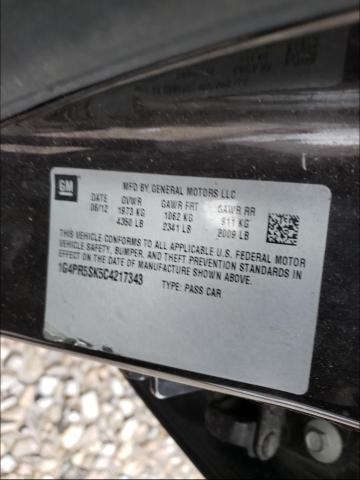 GM
MFD BY GENERAL MOTORS LLC
DATE GVWR GAWR FRT GAWR RR
06/12 1973 KG 1062 KG 911 KG
4350 LB 2341 LB 2009 LB
THIS VEHICLE CONFORMS TO ALL APPLICABLE U.S. FEDERAL MOTOR
VEHICLE SAFETY, BUMPER, AND THEFT PREVENTION STANDARDS IN
EFFECT ON THE DATE OF MANUFACTURE SHOWN ABOVE.
1G4PR5SK5C4217343 TYPE: PASS CAR